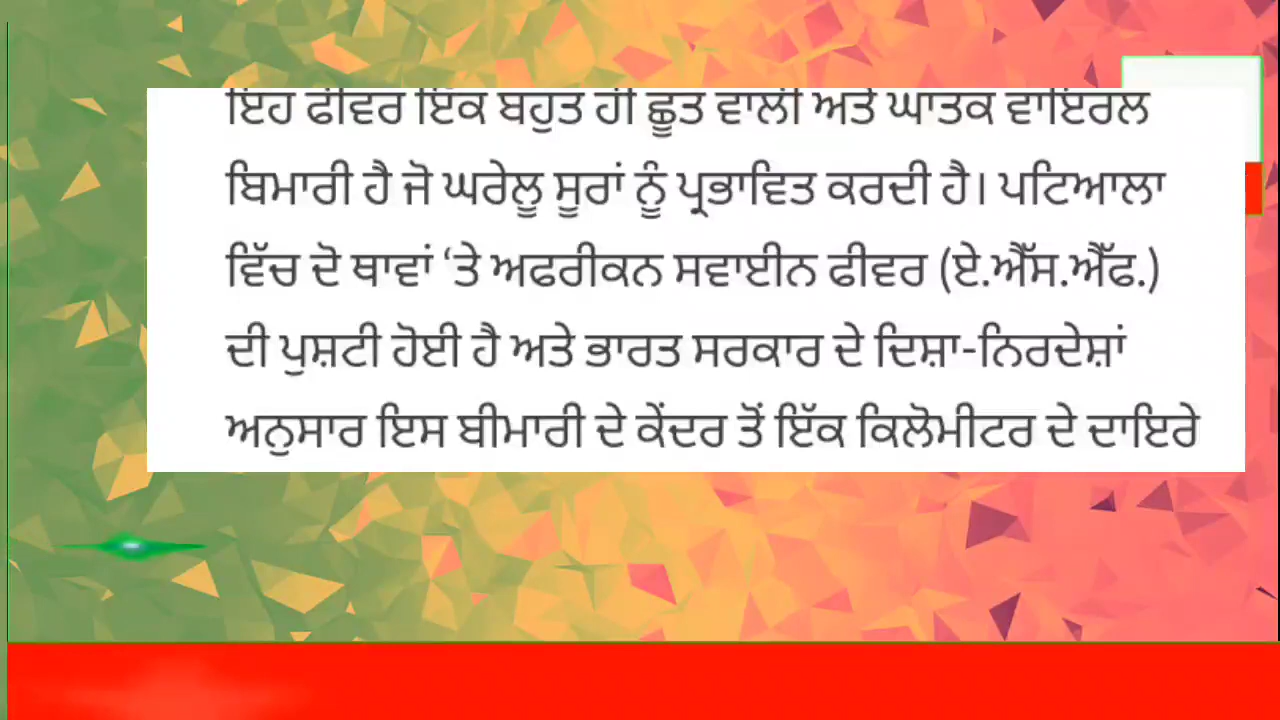 ਇਹ ਫੀਵਰ ਇੱਕ ਬਹੁਤ ਹੀ ਛੂਤ ਵਾਲੀ ਅਤੇ ਘਾਤਕ ਵਾਇਰਲ
ਬਿਮਾਰੀ ਹੈ ਜੋ ਘਰੇਲੂ ਸੂਰਾਂ ਨੂੰ ਪ੍ਰਭਾਵਿਤ ਕਰਦੀ ਹੈ। ਪਟਿਆਲਾ
ਵਿੱਚ ਦੋ ਥਾਵਾਂ ‘ਤੇ ਅਫਰੀਕਨ ਸਵਾਈਨ ਫੀਵਰ (ਏ.ਐੱਸ.ਐੱਫ.)
ਦੀ ਪੁਸ਼ਟੀ ਹੋਈ ਹੈ ਅਤੇ ਭਾਰਤ ਸਰਕਾਰ ਦੇ ਦਿਸ਼ਾ-ਨਿਰਦੇਸ਼ਾਂ
ਅਨੁਸਾਰ ਇਸ ਬੀਮਾਰੀ ਦੇ ਕੇਂਦਰ ਤੋਂ ਇੱਕ ਕਿਲੋਮੀਟਰ ਦੇ ਦਾਇਰੇ